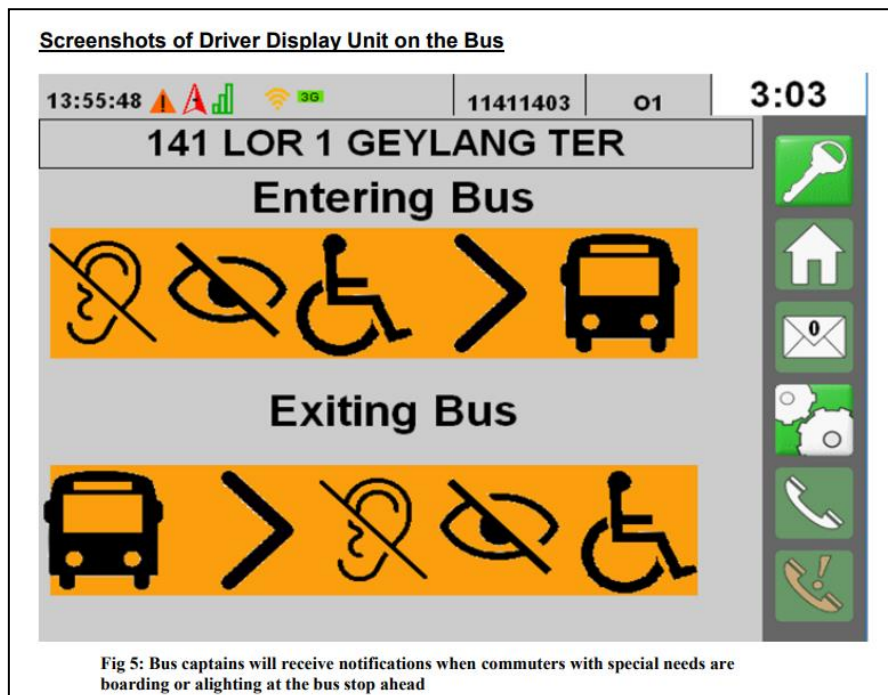 Screenshots of Driver Display Unit on the Bus
13:55:48 3G 11411403 O1 3:03
141 LOR 1 GEYLANG TER
Entering Bus
0
Exiting Bus
Fig 5: Bus captains will receive notifications when commuters with special needs are
boarding or alighting at the bus stop ahead